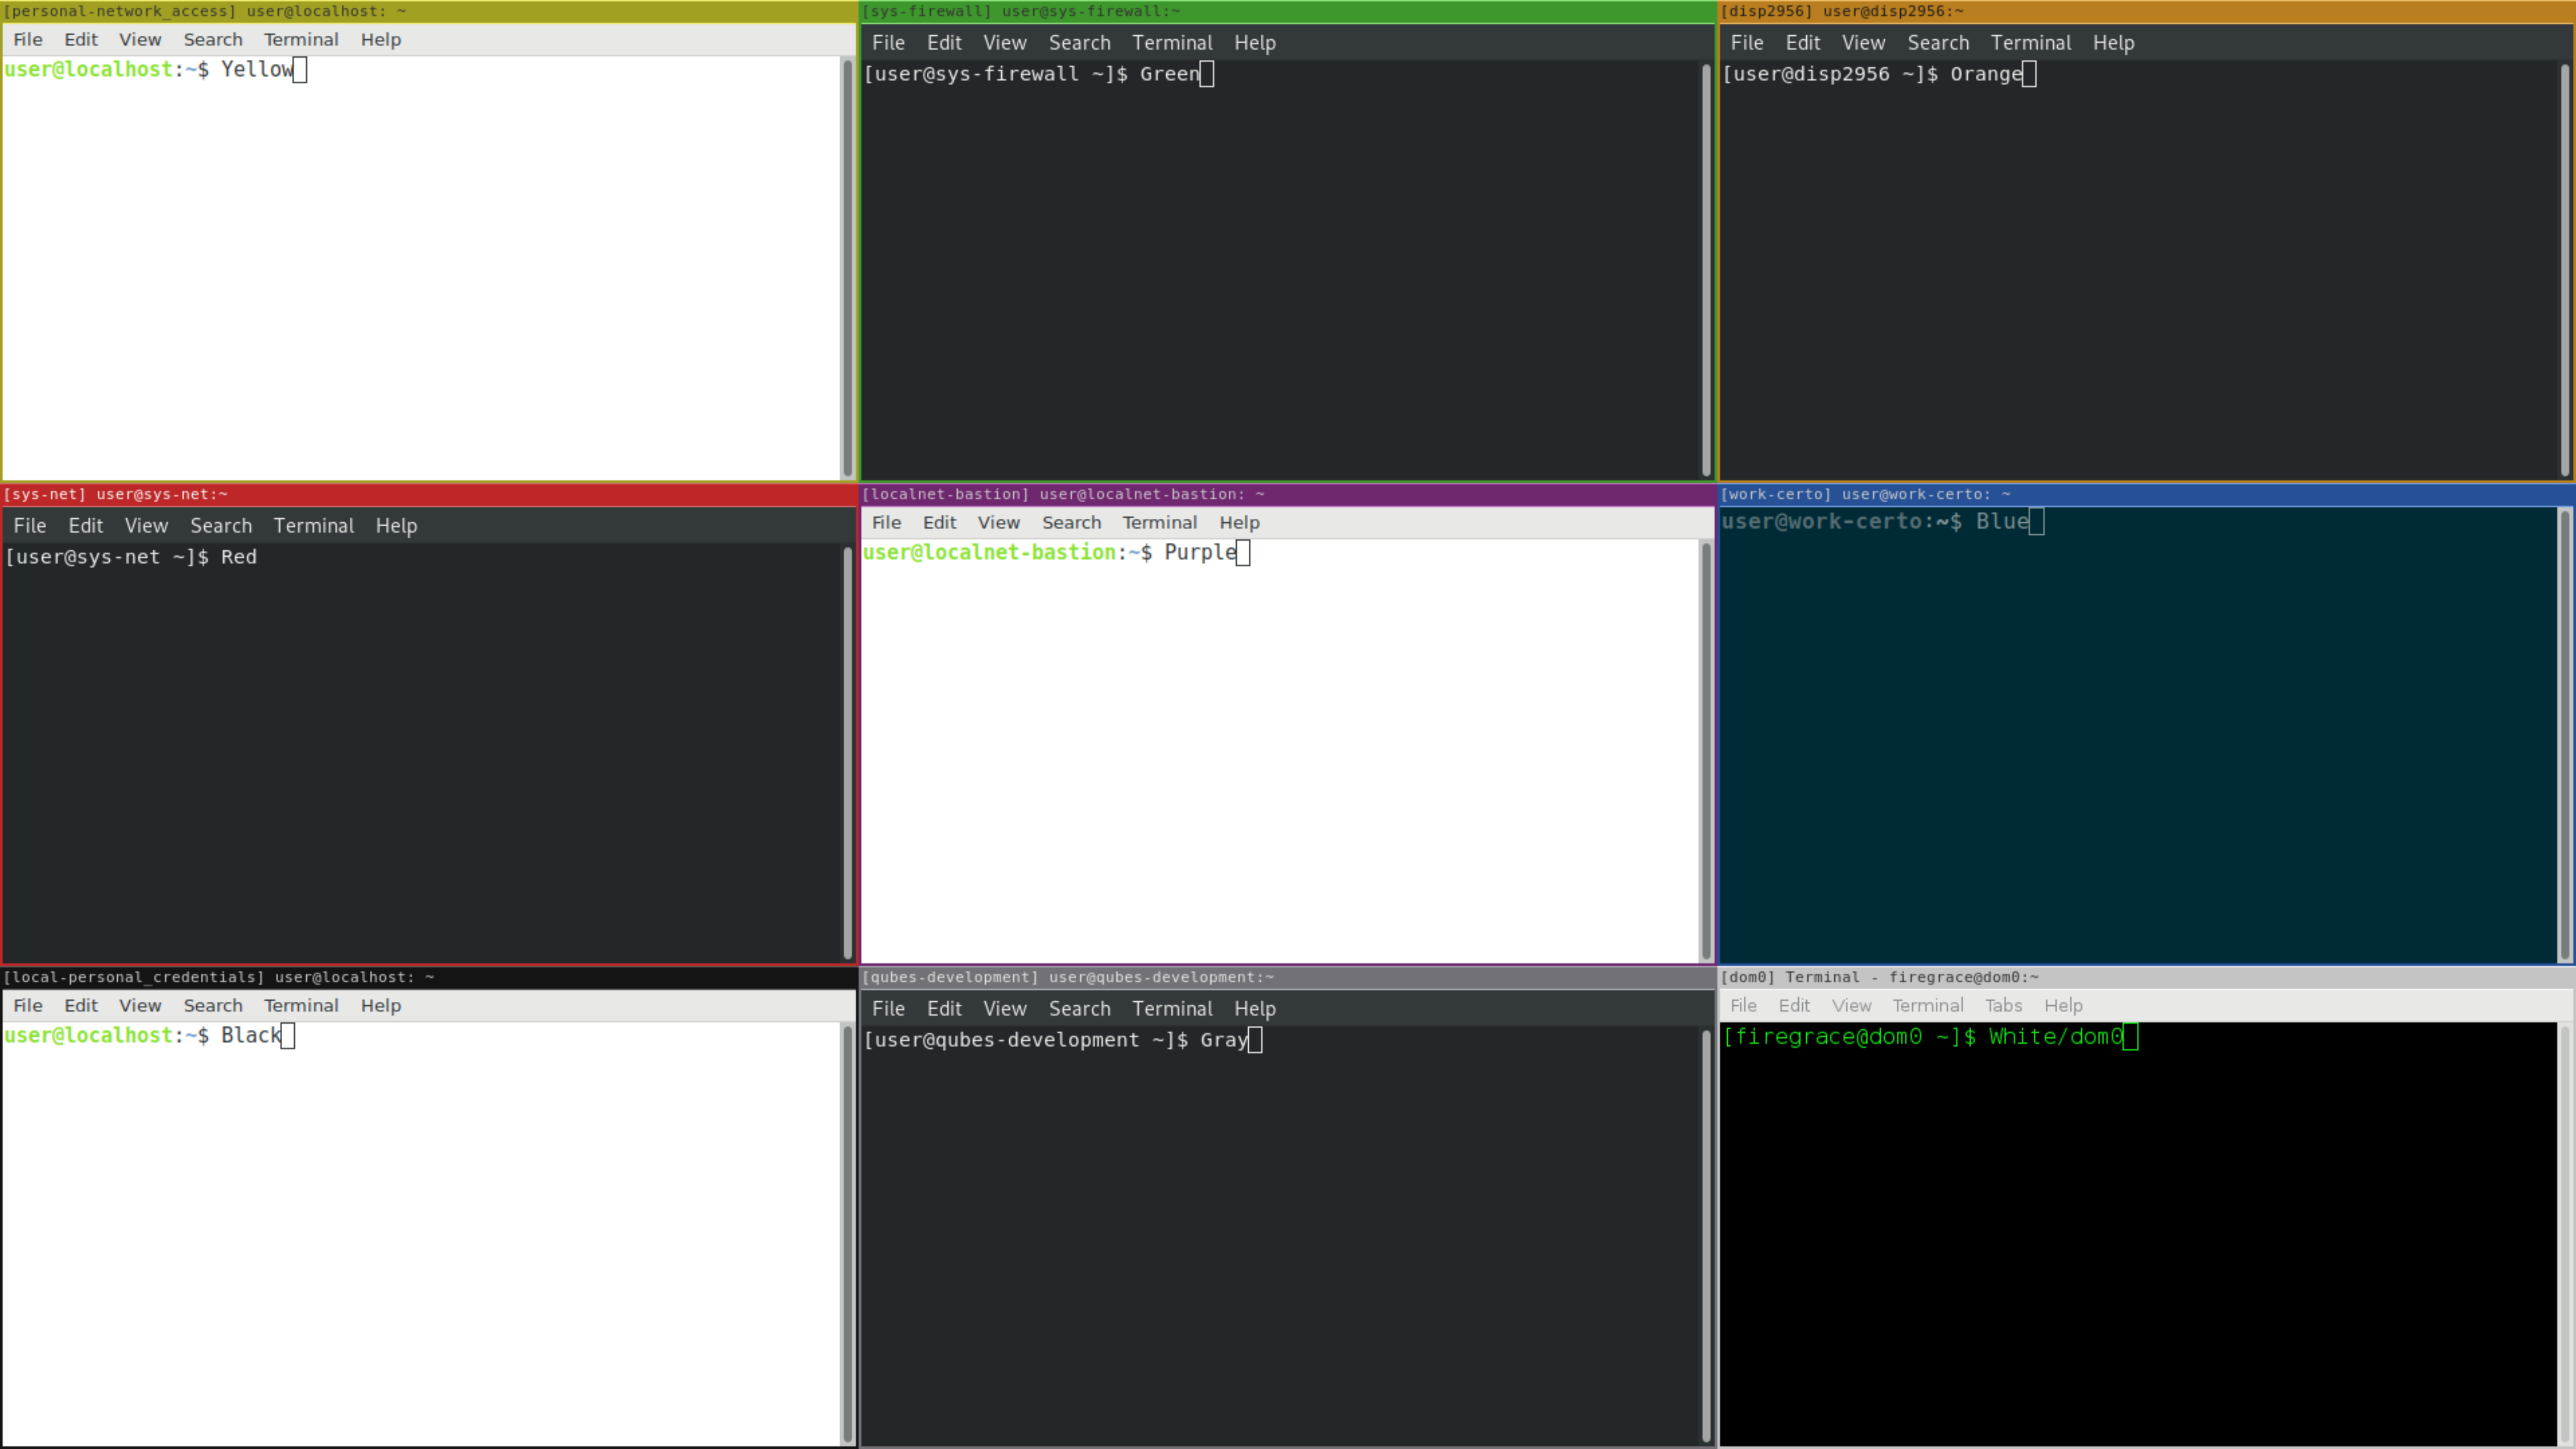 [personal-network_access] user@localhost: ~
File Edit View Search Terminal Help
user@localhost:~$ Yellow
[sys-firewall] user@sys-firewall:~
File Edit View Search Terminal Help
[user@sys-firewall ~]$ Green
[disp2956] user@disp2956:~
File Edit View Search Terminal Help
[user@disp2956 ~]$ Orange
[sys-net] user@sys-net:~
File Edit View Search Terminal Help
[user@sys-net ~]$ Red
[localnet-bastion] user@localnet-bastion: ~
File Edit View Search Terminal Help
user@localnet-bastion:~$ Purple
[work-certo] user@work-certo: ~
user@work-certo:~$ Blue
[local-personal_credentials] user@localhost: ~
File Edit View Search Terminal Help
user@localhost:~$ Black
[qubes-development] user@qubes-development:~
File Edit View Search Terminal Help
[user@qubes-development ~]$ Gray
[dom0] Terminal - firegrace@dom0:~
File Edit View Terminal Tabs Help
[firegrace@dom0 ~]$ White/dom0